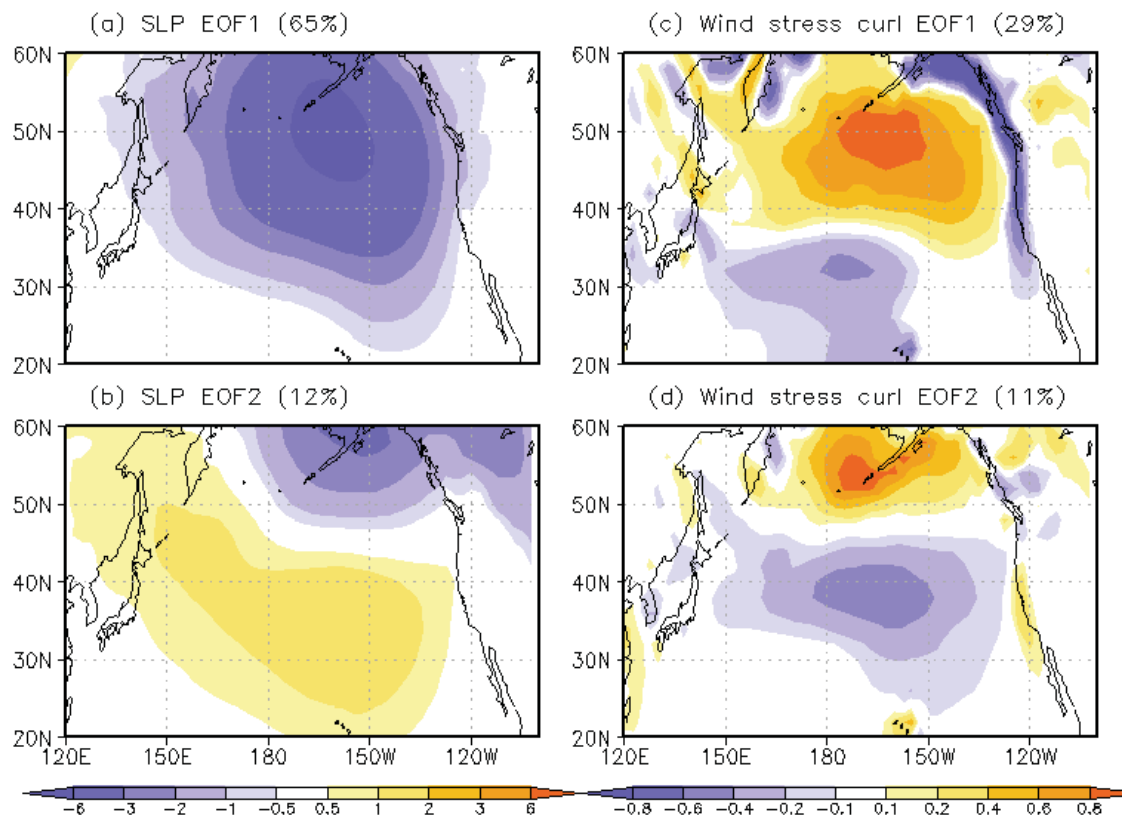 (a) SLP EOF1 (65%)
(c) Wind stress curl EOF1 (29%)
60N
50N
40N
30N
20N
60N
50N
40N
30N
20N
(b) SLP EOF2 (12%)
(d) Wind stress curl EOF2 (11%)
60N
50N
40N
30N
20N
60N
50N
40N
30N
20N
120E 150E 180 150W 120W
120E 150E 180 150W 120W
-6 -3 -2 -1 -0.5 0.5 1 2 3 6
-0.8 -0.6 -0.4 -0.2 -0.1 0.1 0.2 0.4 0.6 0.8